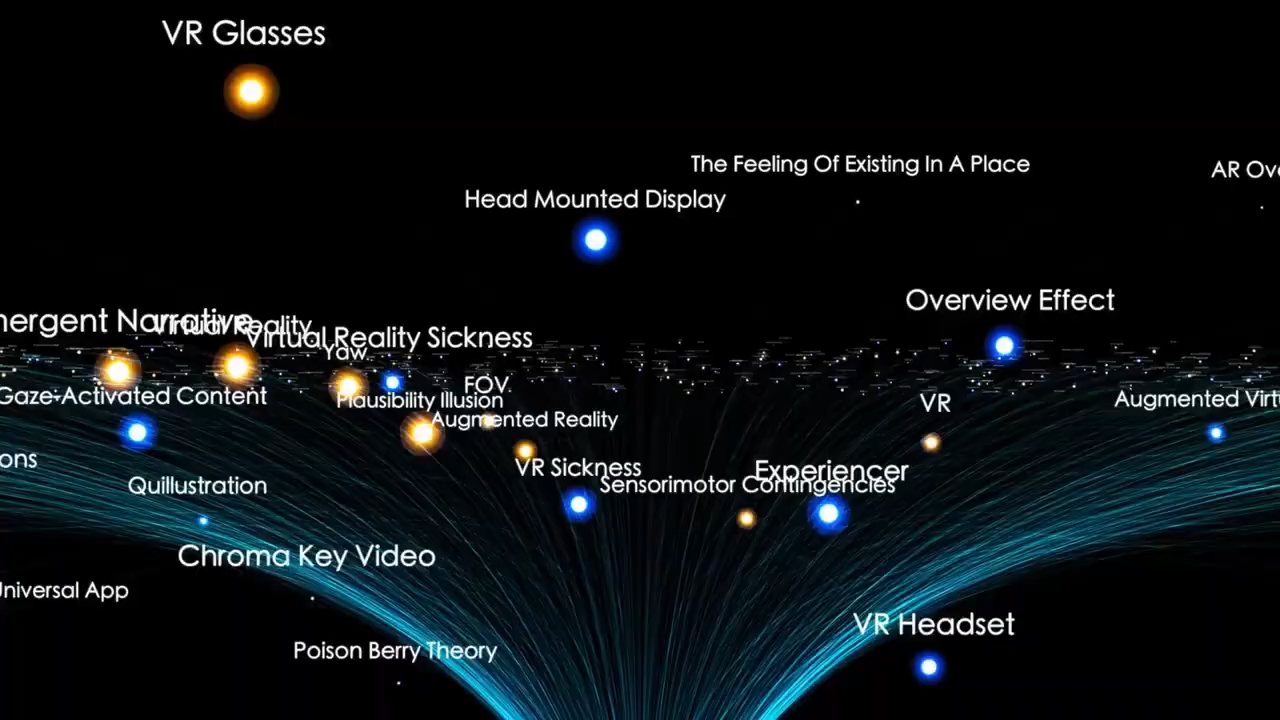 VR Glasses
The Feeling Of Existing In A Place
AR Ove
Head Mounted Display
Overview Effect
nergent Narrative
Virtual Reality
Virtual Reality Sickness
Yaw
FOV
Gaze-Activated Content
Plausibility Illusion
VR
Augmented Virtu
Augmented Reality
ons
VR Sickness
Experiencer
Sensorimotor Contingencies
Quillustration
Chroma Key Video
Universal App
VR Headset
Poison Berry Theory